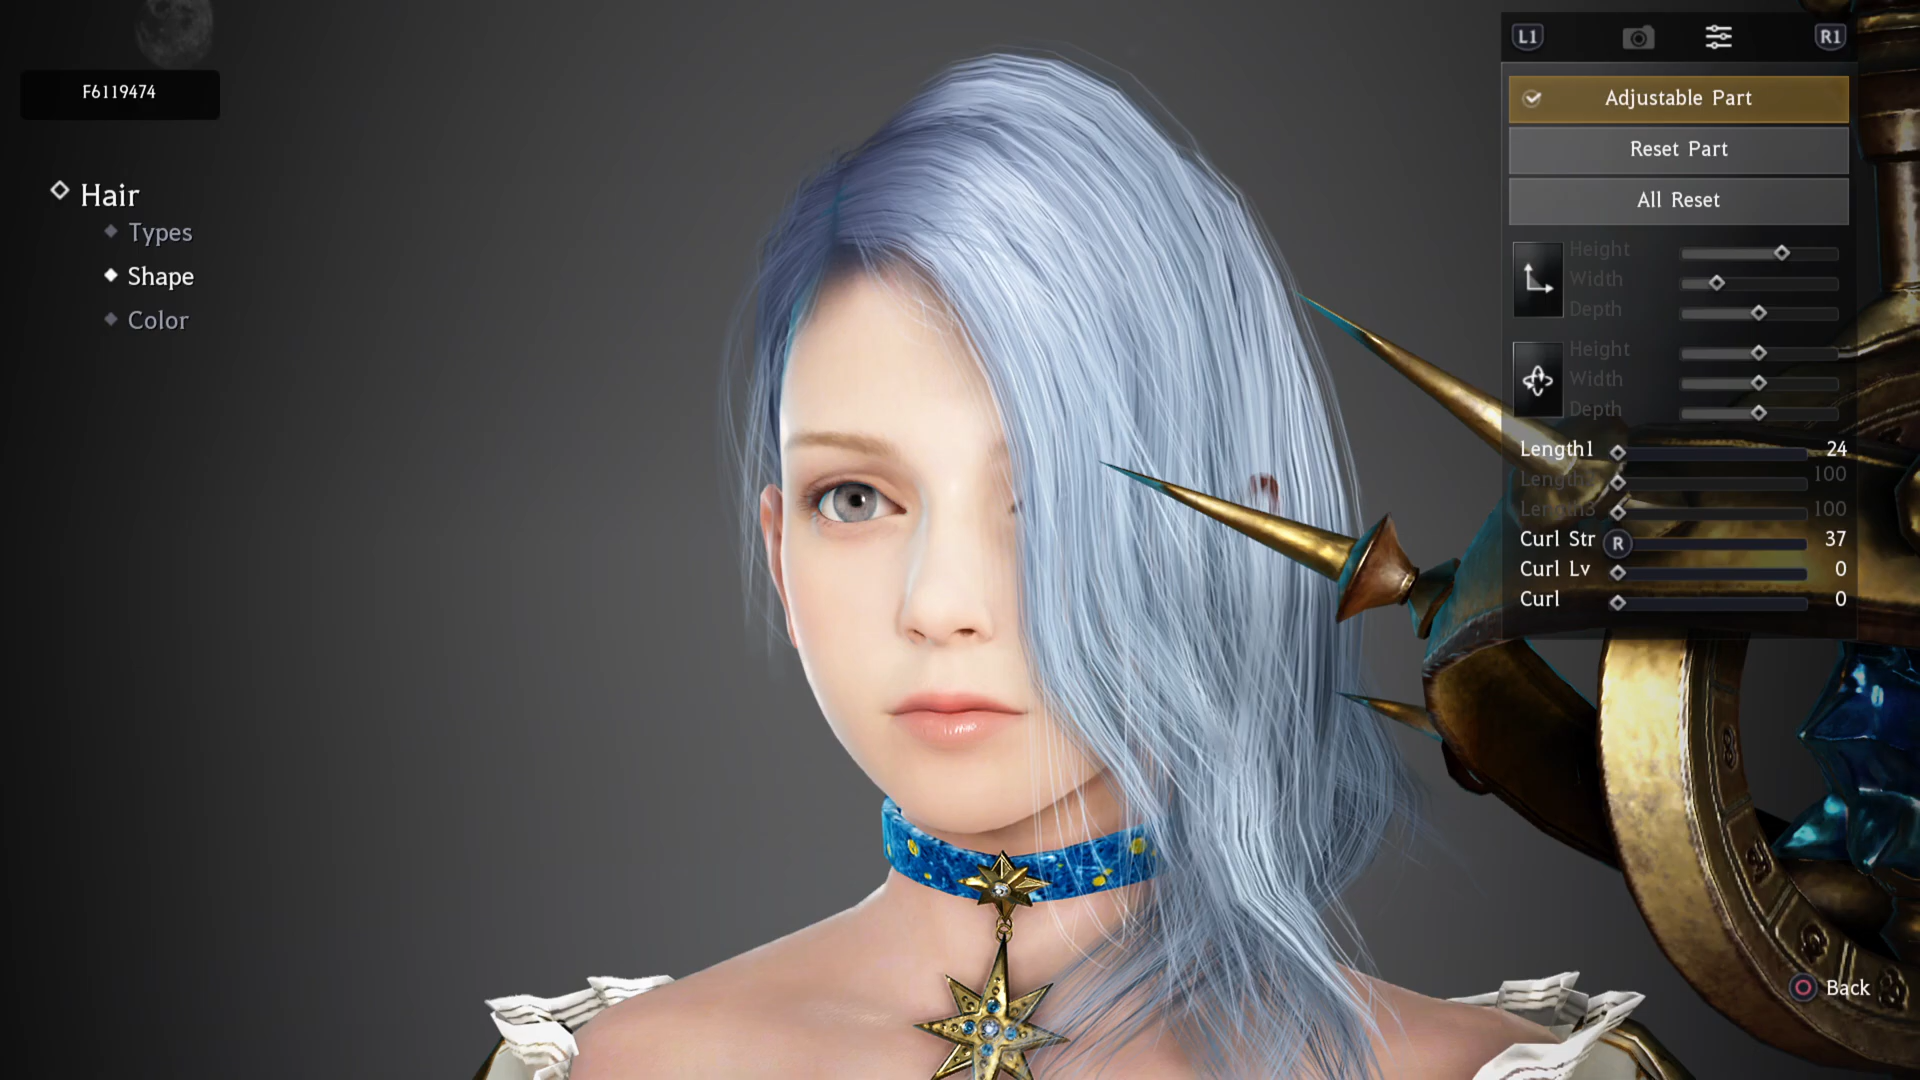 F6119474
Hair
Types
Shape
Color
L1
R1
Adjustable Part
Reset Part
All Reset
Height
Width
Depth
Height
Width
Depth
Length1 24
100
Length3 100
Curl Str R 37
Curl Lv 0
Curl 0
Back